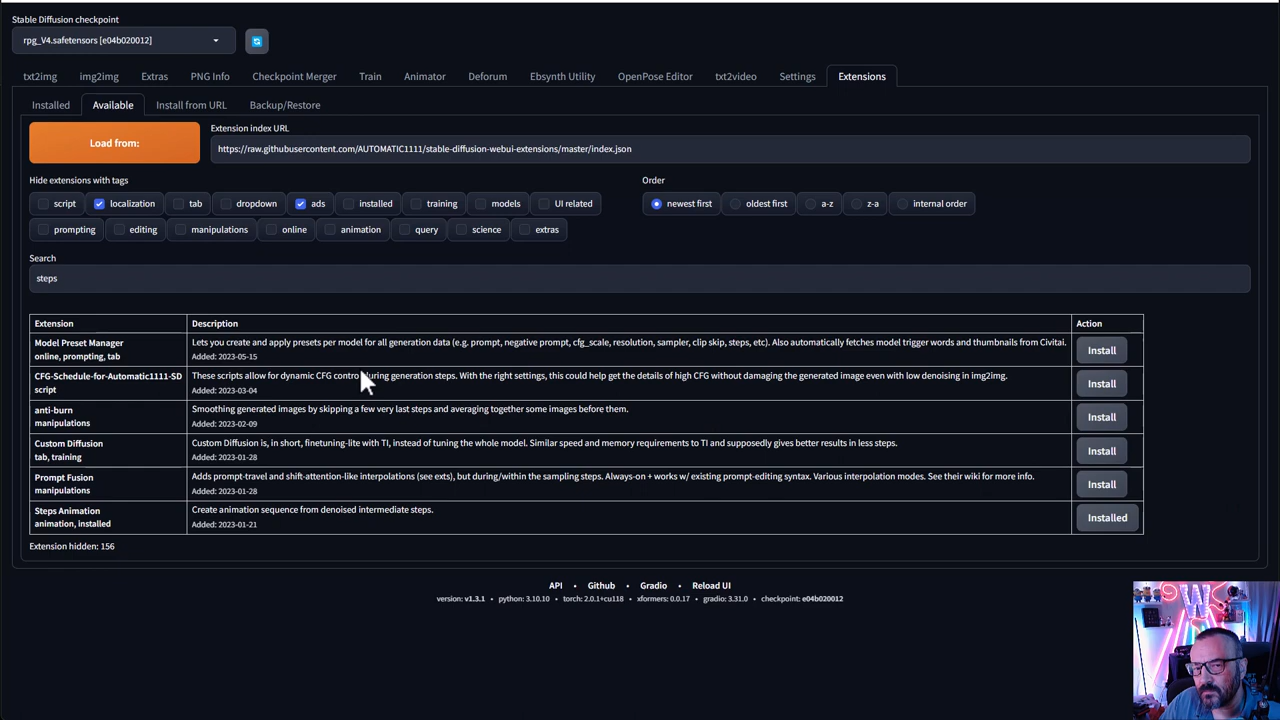 Stable Diffusion checkpoint
rpg_V4.safetensors [e04b020012]
txt2img img2img Extras PNG Info Checkpoint Merger Train Animator Deforum Ebsynth Utility OpenPose Editor txt2video Settings Extensions
Installed Available Install from URL Backup/Restore
Load from:
Extension index URL
https://raw.githubusercontent.com/AUTOMATIC1111/stable-diffusion-webui-extensions/master/index.json
Hide extensions with tags
Order
script localization tab dropdown ads installed training models UI related
newest first oldest first a-z z-a internal order
prompting editing manipulations online animation query science extras
Search
steps
Extension Description Action
Model Preset Manager
online, prompting, tab
Lets you create and apply presets per model for all generation data (e.g. prompt, negative prompt, cfg_scale, resolution, sampler, clip skip, steps, etc). Also automatically fetches model trigger words and thumbnails from Civitai.
Added: 2023-05-15
Install
CFG-Schedule-for-Automatic1111-SD
script
These scripts allow for dynamic CFG control during generation steps. With the right settings, this could help get the details of high CFG without damaging the generated image even with low denoising in img2img.
Added: 2023-03-04
Install
anti-burn
manipulations
Smoothing generated images by skipping a few very last steps and averaging together some images before them.
Added: 2023-02-09
Install
Custom Diffusion
tab, training
Custom Diffusion is, in short, finetuning-lite with TI, instead of tuning the whole model. Similar speed and memory requirements to TI and supposedly gives better results in less steps.
Added: 2023-01-28
Install
Prompt Fusion
manipulations
Adds prompt-travel and shift-attention-like interpolations (see exts), but during/within the sampling steps. Always-on + works w/ existing prompt-editing syntax. Various interpolation modes. See their wiki for more info.
Added: 2023-01-28
Install
Steps Animation
animation, installed
Create animation sequence from denoised intermediate steps.
Added: 2023-01-21
Installed
Extension hidden: 156
API • Github • Gradio • Reload UI
version: v1.3.1 • python: 3.10.10 • torch: 2.0.1+cu118 • xformers: 0.0.17 • gradio: 3.31.0 • checkpoint: e04b020012
W